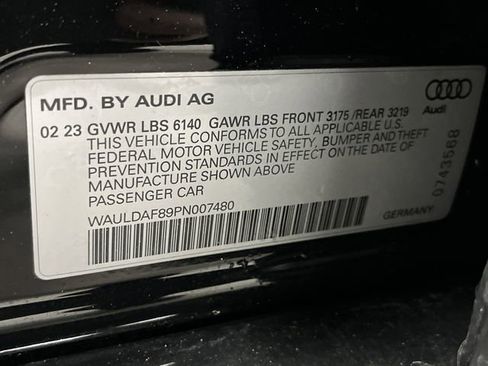 MFD. BY AUDI AG
Audi
02 23 GVWR LBS 6140 GAWR LBS FRONT 3175 /REAR 3219
THIS VEHICLE CONFORMS TO ALL APPLICABLE U.S.
FEDERAL MOTOR VEHICLE SAFETY, BUMPER, AND THEFT
PREVENTION STANDARDS IN EFFECT ON THE DATE OF
MANUFACTURE SHOWN ABOVE
PASSENGER CAR
WAULDAF89PN007480
GERMANY
0743568